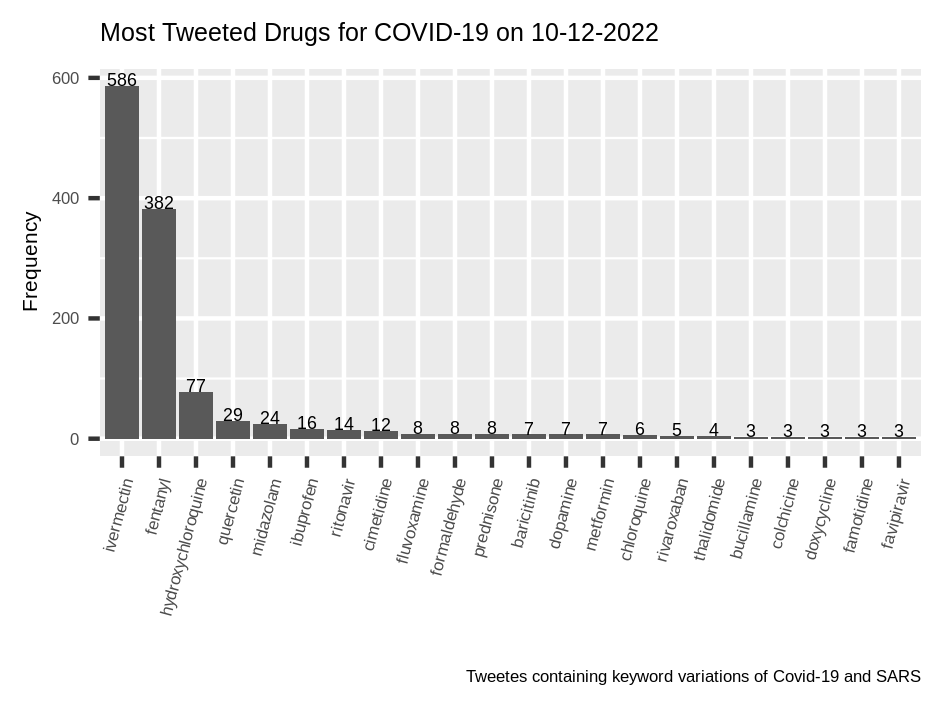 Most Tweeted Drugs for COVID-19 on 10-12-2022
Frequency
600
400
200
0
586
382
77
29
24
16
14
12
8
8
8
7
7
7
6
5
4
3
3
3
3
3
ivermectin
fentanyl
hydroxychloroquine
quercetin
midazolam
ibuprofen
ritonavir
cimetidine
fluvoxamine
formaldehyde
prednisone
baricitinib
dopamine
metformin
chloroquine
rivaroxaban
thalidomide
bucillamine
colchicine
doxycycline
famotidine
favipiravir
Tweetes containing keyword variations of Covid-19 and SARS